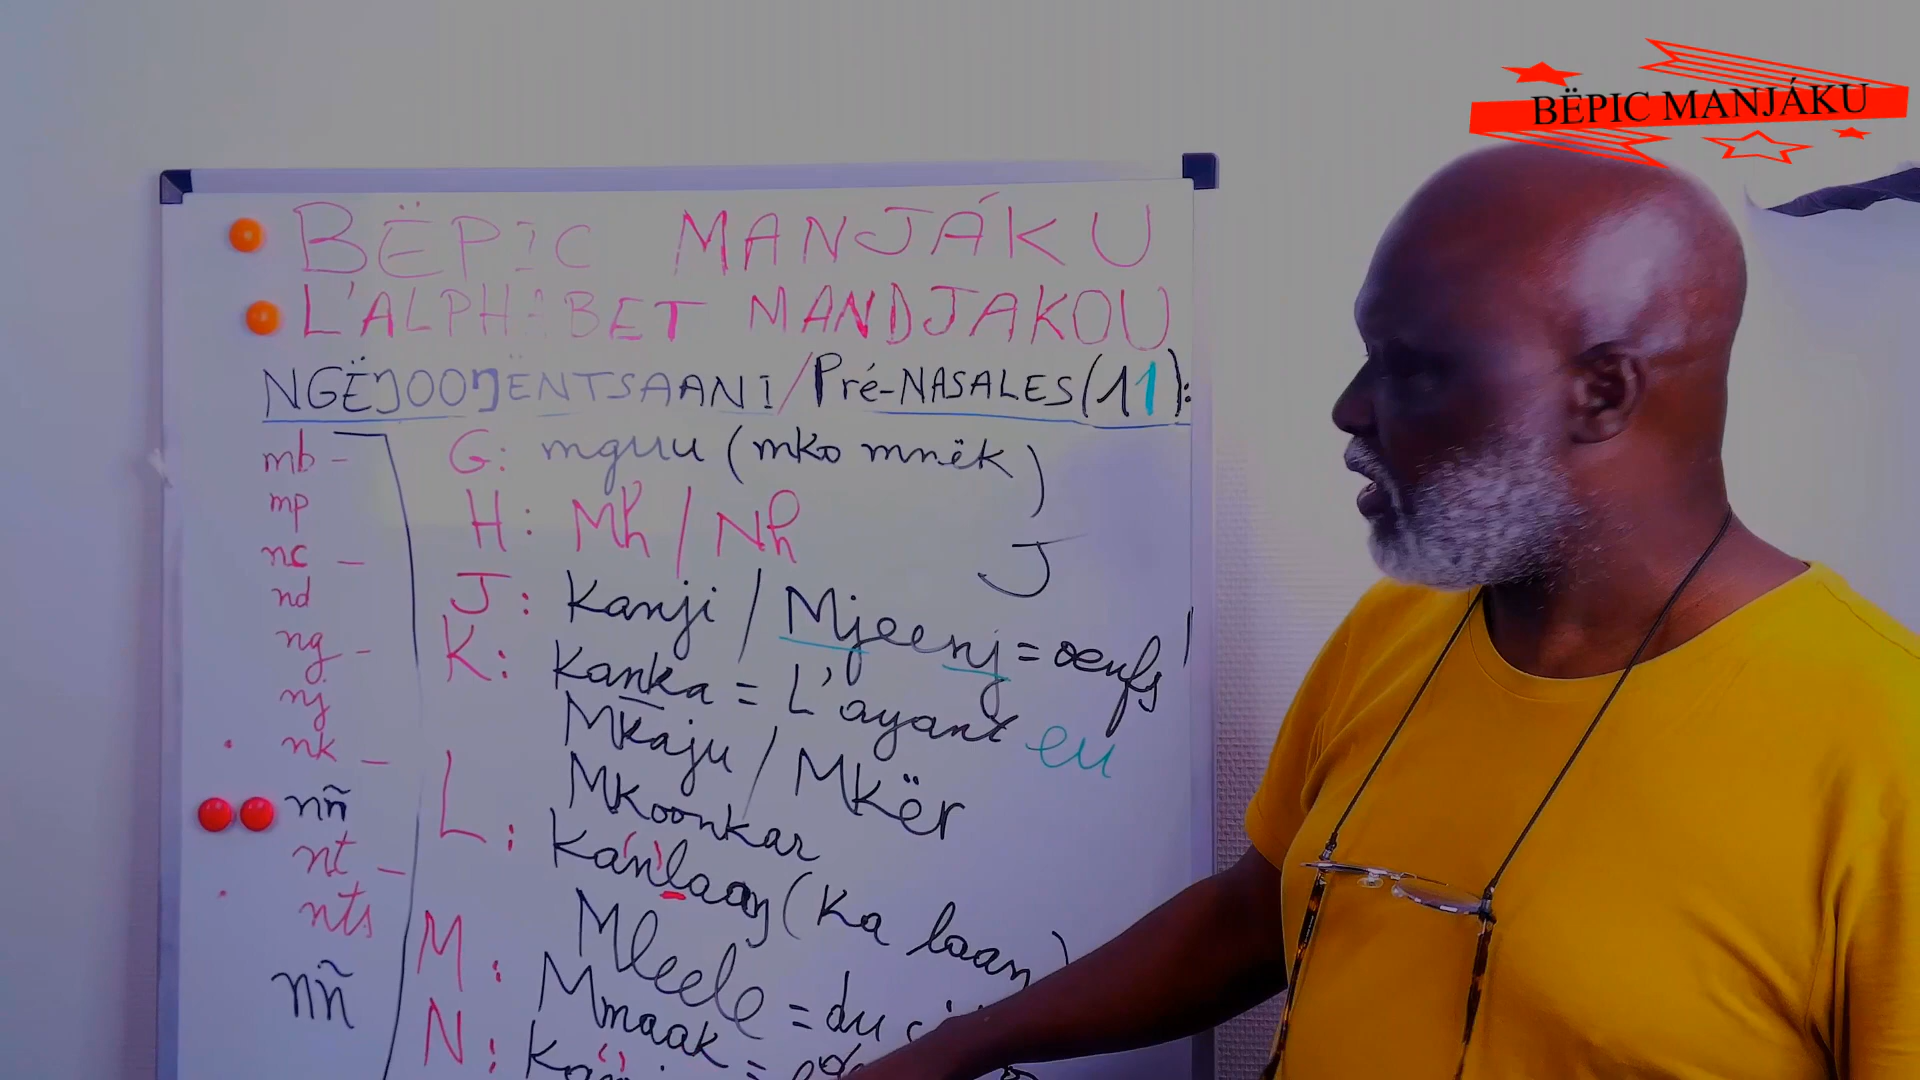 BËPIC MANJÁKU
BËPIC MANJÁKU
L'ALPHABET MANDJAKOU
NGËŊOOŊËNTSAANI/Pré-NASALES(11):
mb -
mp
nc -
nd
ng -
nj
nk -
nñ
nt -
nts
nñ
G: mguu (mko mnëk)
H: Mh / Nh
J
J: Kanji / Mjeenj = oeufs
K: Kanka = L'ayant eu
Mkaju / Mkër
Mkoonkar
L: Kanlaaŋ (Ka laaŋ)
Mleele = du
M: Mmaak =
N: